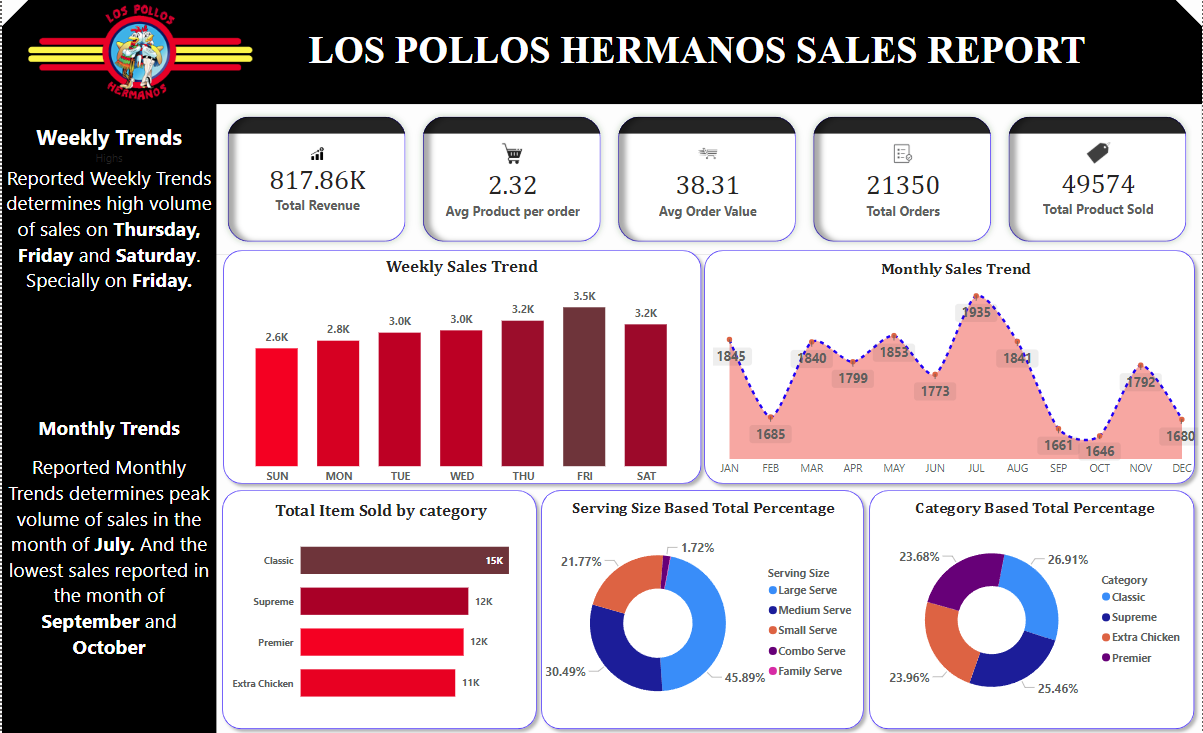 LOS POLLOS
HERMANOS
LOS POLLOS HERMANOS SALES REPORT
Weekly Trends
Highs
Reported Weekly Trends
determines high volume
of sales on Thursday,
Friday and Saturday.
Specially on Friday.
Monthly Trends
Reported Monthly
Trends determines peak
volume of sales in the
month of July. And the
lowest sales reported in
the month of
September and
October
817.86K
Total Revenue
2.32
Avg Product per order
38.31
Avg Order Value
21350
Total Orders
49574
Total Product Sold
Weekly Sales Trend
2.6K
2.8K
3.0K
3.0K
3.2K
3.5K
3.2K
SUN MON TUE WED THU FRI SAT
Monthly Sales Trend
1845
1685
1840
1799
1853
1773
1935
1841
1661
1646
1792
1680
JAN FEB MAR APR MAY JUN JUL AUG SEP OCT NOV DEC
Total Item Sold by category
Classic 15K
Supreme 12K
Premier 12K
Extra Chicken 11K
Serving Size Based Total Percentage
1.72%
21.77%
30.49%
45.89%
Serving Size
Large Serve
Medium Serve
Small Serve
Combo Serve
Family Serve
Category Based Total Percentage
23.68%
26.91%
23.96%
25.46%
Category
Classic
Supreme
Extra Chicken
Premier